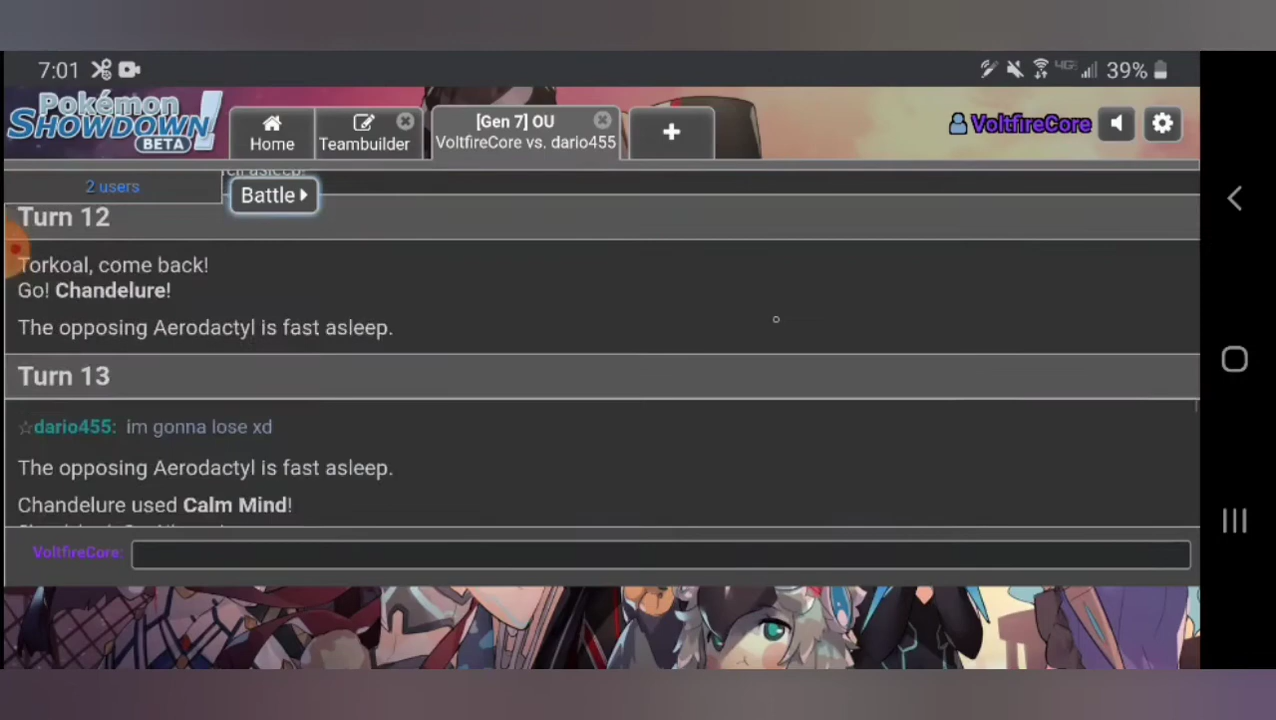 7:01 4GE 39%
Pokémon
SHOWDOWN!
BETA
Home
Teambuilder
[Gen 7] OU
VoltfireCore vs. dario455
+
VoltfireCore
2 users
Battle
Turn 12
Torkoal, come back!
Go! Chandelure!
The opposing Aerodactyl is fast asleep.
Turn 13
☆dario455: im gonna lose xd
The opposing Aerodactyl is fast asleep.
Chandelure used Calm Mind!
VoltfireCore: